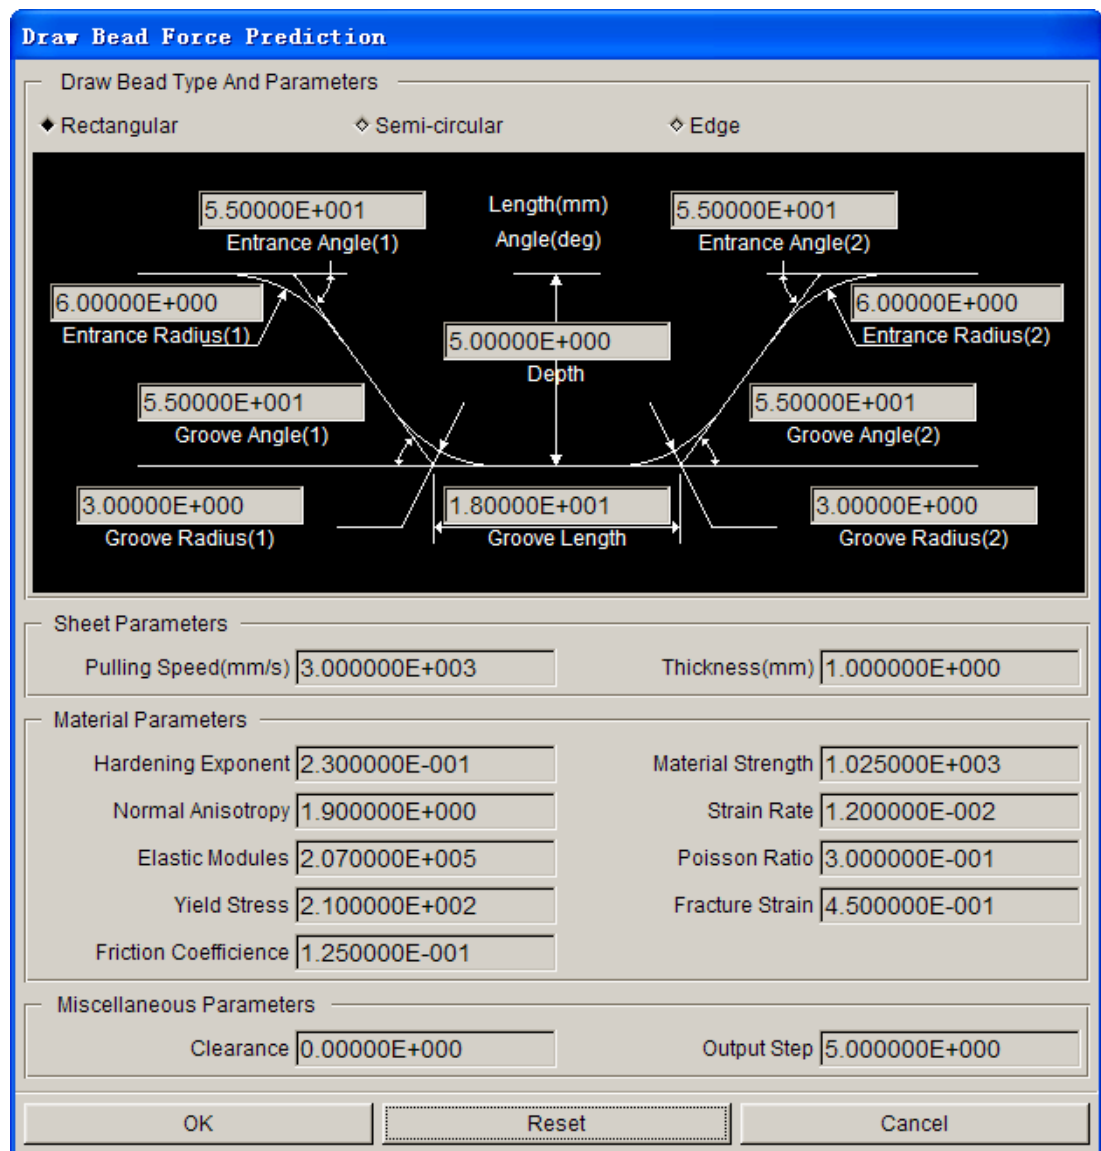 Draw Bead Force Prediction
Draw Bead Type And Parameters
Rectangular Semi-circular Edge
5.50000E+001 Length(mm) 5.50000E+001
Entrance Angle(1) Angle(deg) Entrance Angle(2)
6.00000E+000 6.00000E+000
Entrance Radius(1) 5.00000E+000 Entrance Radius(2)
Depth
5.50000E+001 5.50000E+001
Groove Angle(1) Groove Angle(2)
3.00000E+000 1.80000E+001 3.00000E+000
Groove Radius(1) Groove Length Groove Radius(2)
Sheet Parameters
Pulling Speed(mm/s) 3.000000E+003 Thickness(mm) 1.000000E+000
Material Parameters
Hardening Exponent 2.300000E-001 Material Strength 1.025000E+003
Normal Anisotropy 1.900000E+000 Strain Rate 1.200000E-002
Elastic Modules 2.070000E+005 Poisson Ratio 3.000000E-001
Yield Stress 2.100000E+002 Fracture Strain 4.500000E-001
Friction Coefficience 1.250000E-001
Miscellaneous Parameters
Clearance 0.00000E+000 Output Step 5.000000E+000
OK Reset Cancel